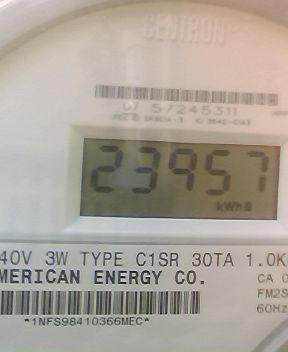 CENTRON
07 57245311
23957
kWh
40V 3W TYPE C1SR 30TA 1.0K
MERICAN ENERGY CO.
CA 0
FM2S
60Hz
*1NFS98410366MEC*